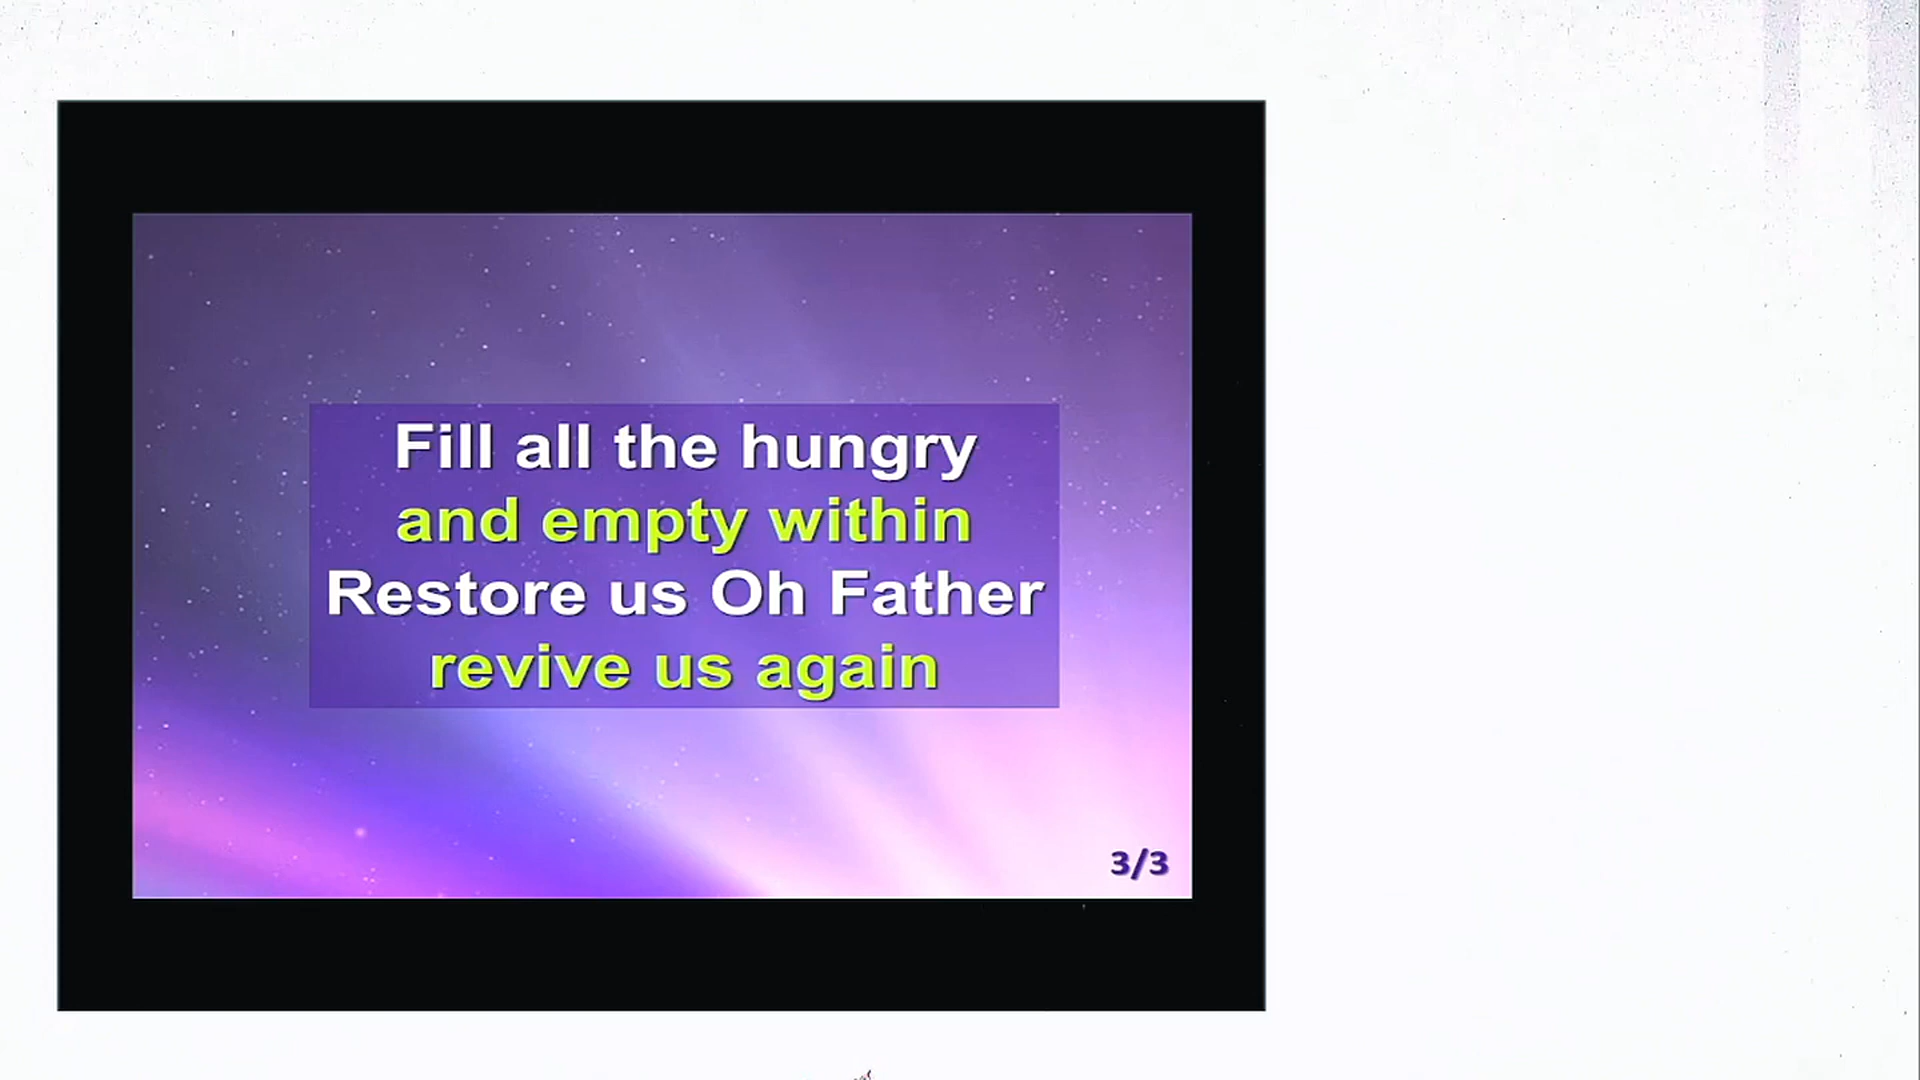 Fill all the hungry
and empty within
Restore us Oh Father
revive us again
3/3